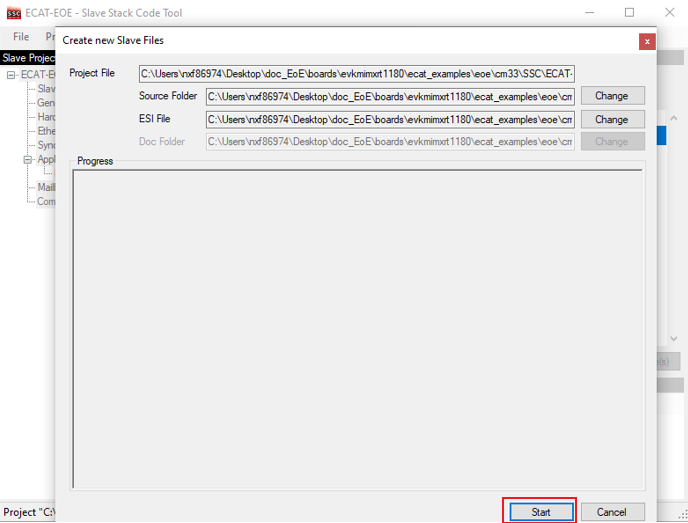 SSC ECAT-EOE - Slave Stack Code Tool
Create new Slave Files
File
Slave Project
Project File C:\Users\nxf86974\Desktop\doc_EoE\boards\evkmimxrt1180\ecat_examples\eoe\cm33\SSC\ECAT-
Source Folder C:\Users\nxf86974\Desktop\doc_EoE\boards\evkmimxrt1180\ecat_examples\eoe\cm Change
ESI File C:\Users\nxf86974\Desktop\doc_EoE\boards\evkmimxrt1180\ecat_examples\eoe\cm Change
Doc Folder C:\Users\nxf86974\Desktop\doc_EoE\boards\evkmimxrt1180\ecat_examples\eoe\cm Change
Progress
ECAT-EO
Slav
Gene
Hard
Ethe
Sync
Appl
Mail
Com
(s)
Start Cancel
Project "C:\